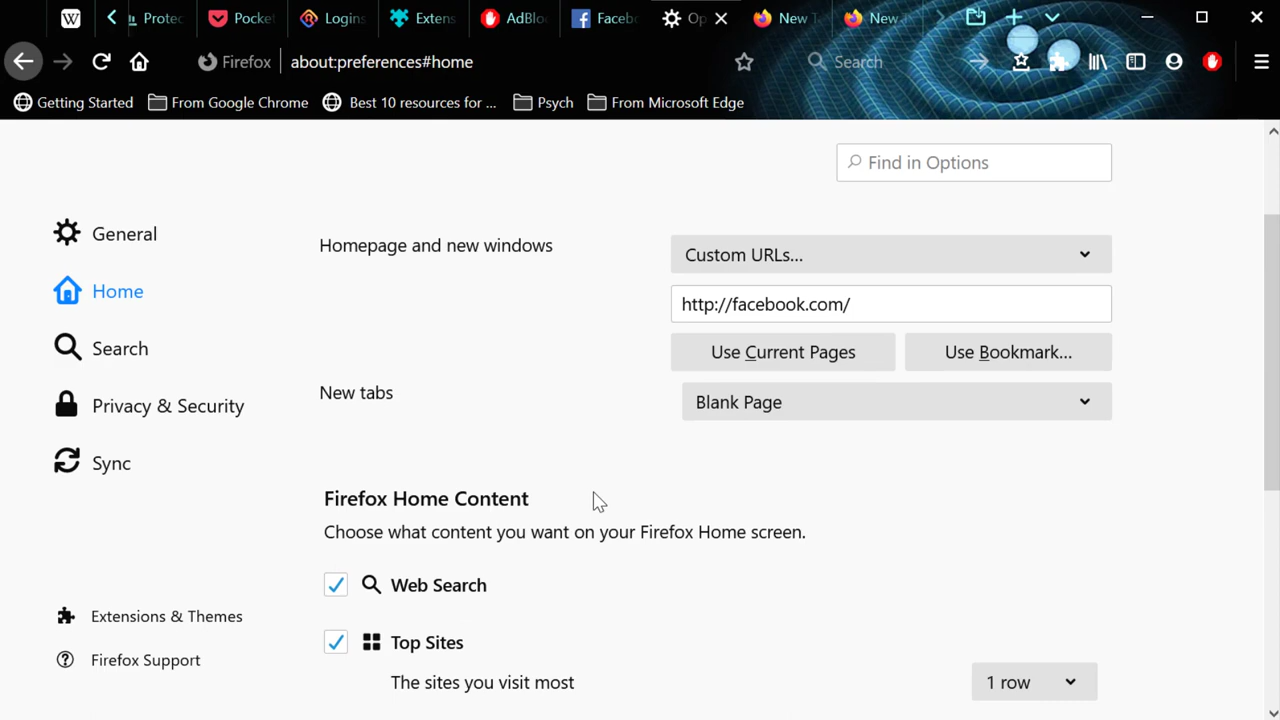 Protec
Pocket
Logins
Extens
AdBlo
Faceb
Op
New T
New
Firefox
about:preferences#home
Search
Getting Started
From Google Chrome
Best 10 resources for ...
Psych
From Microsoft Edge
Find in Options
General
Home
Search
Privacy & Security
Sync
Extensions & Themes
Firefox Support
Homepage and new windows
Custom URLs...
http://facebook.com/
Use Current Pages
Use Bookmark...
New tabs
Blank Page
Firefox Home Content
Choose what content you want on your Firefox Home screen.
Web Search
Top Sites
The sites you visit most
1 row